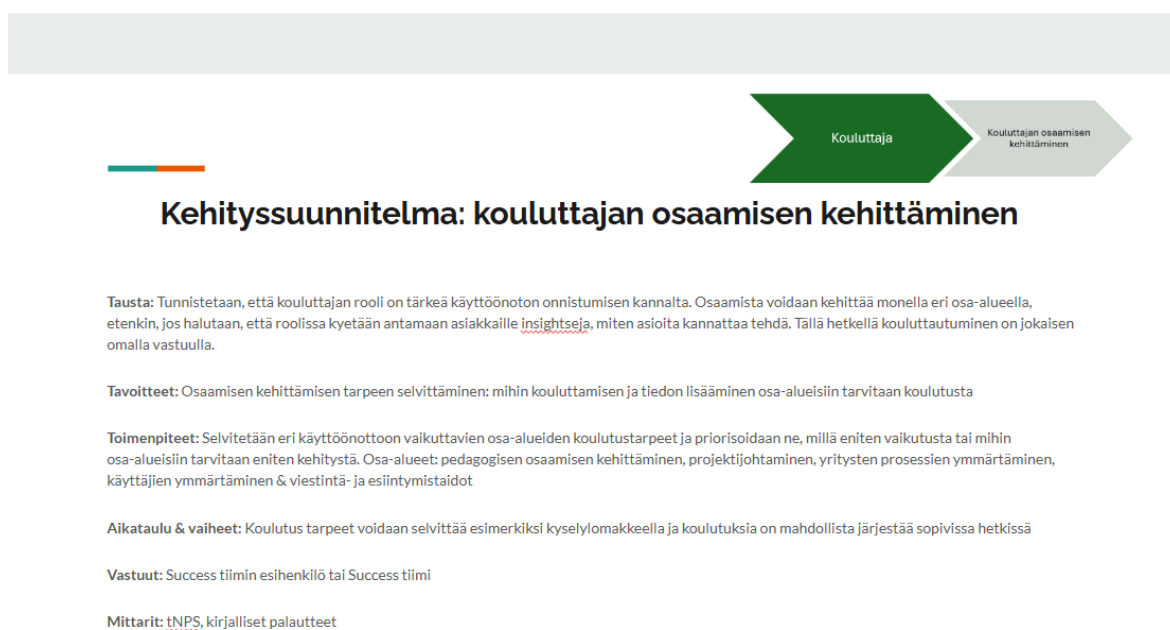 Kouluttaja
Kouluttajan osaamisen
kehittäminen
Kehityssuunnitelma: kouluttajan osaamisen kehittäminen
Tausta: Tunnistetaan, että kouluttajan rooli on tärkeä käyttöönoton onnistumisen kannalta. Osaamista voidaan kehittää monella eri osa-alueella,
etenkin, jos halutaan, että roolissa kyetään antamaan asiakkaille insightseja, miten asioita kannattaa tehdä. Tällä hetkellä kouluttautuminen on jokaisen
omalla vastuulla.
Tavoitteet: Osaamisen kehittämisen tarpeen selvittäminen: mihin kouluttamisen ja tiedon lisääminen osa-alueisiin tarvitaan koulutusta
Toimenpiteet: Selvitetään eri käyttöönottoon vaikuttavien osa-alueiden koulutustarpeet ja priorisoidaan ne, millä eniten vaikutusta tai mihin
osa-alueisiin tarvitaan eniten kehitystä. Osa-alueet: pedagogisen osaamisen kehittäminen, projektijohtaminen, yritysten prosessien ymmärtäminen,
käyttäjien ymmärtäminen & viestintä- ja esiintymistaidot
Aikataulu & vaiheet: Koulutus tarpeet voidaan selvittää esimerkiksi kyselylomakkeella ja koulutuksia on mahdollista järjestää sopivissa hetkissä
Vastuut: Success tiimin esihenkilö tai Success tiimi
Mittarit: tNPS, kirjalliset palautteet